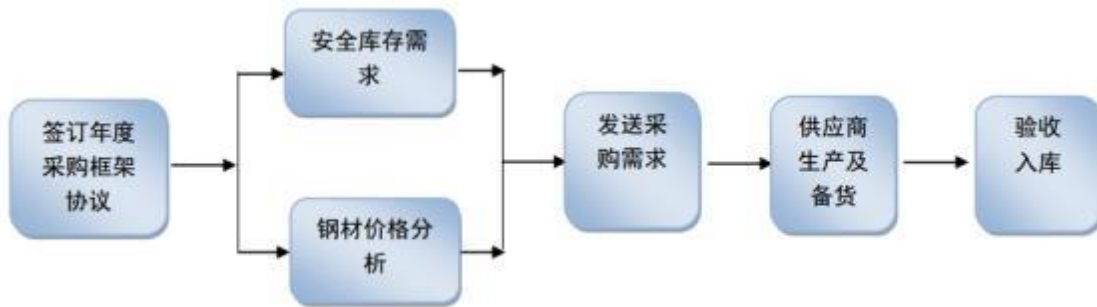 签订年度
采购框架
协议
安全库存需
求
钢材价格分
析
发送采
购需求
供应商
生产及
备货
验收
入库